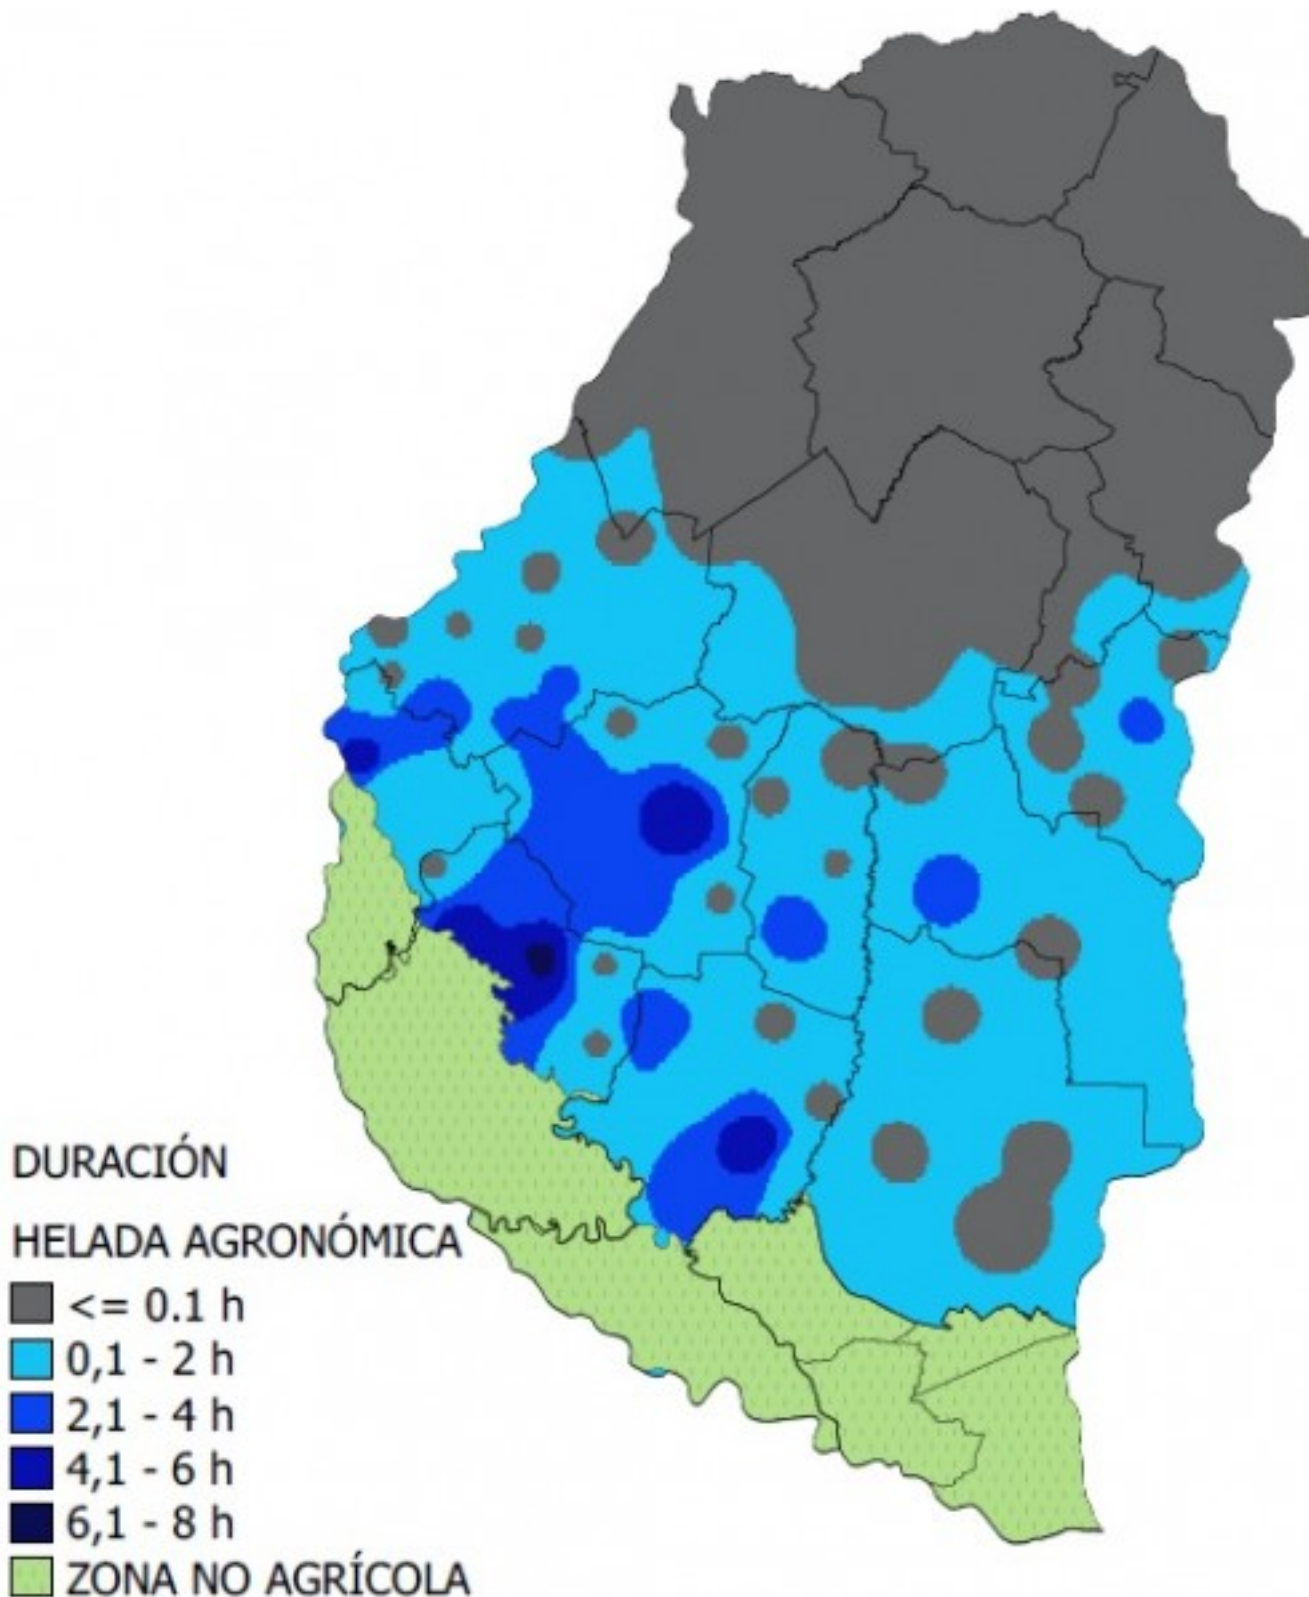 DURACIÓN
HELADA AGRONÓMICA
<= 0.1 h
0,1 - 2 h
2,1 - 4 h
4,1 - 6 h
6,1 - 8 h
ZONA NO AGRÍCOLA